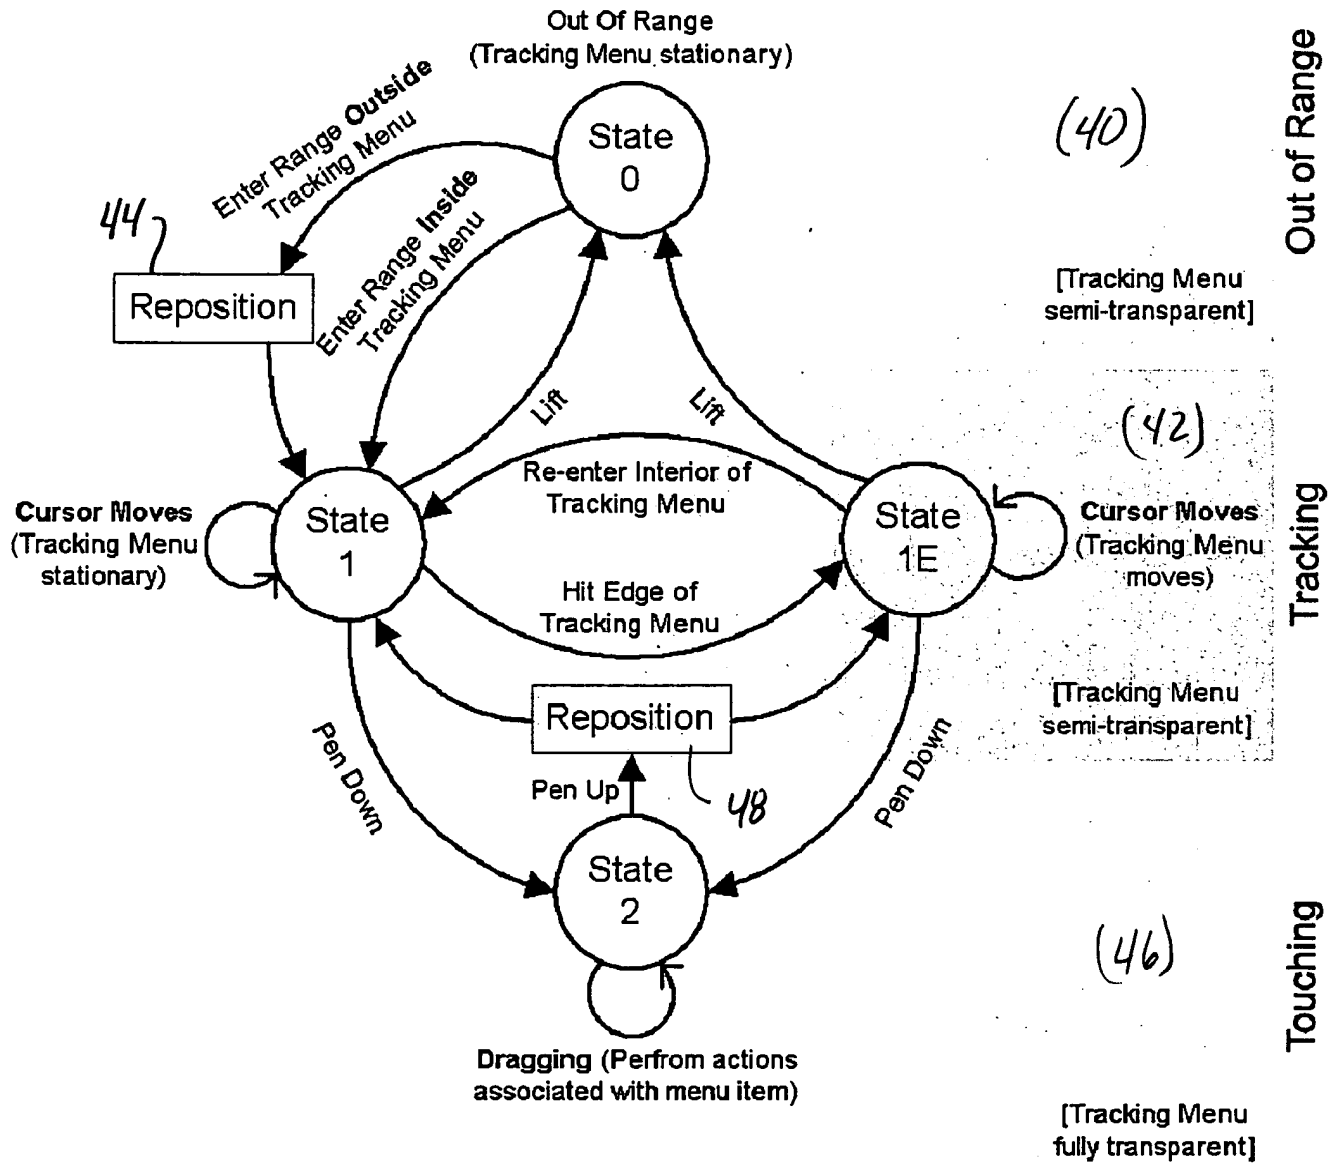 Out Of Range
(Tracking Menu stationary)
State
0
Enter Range Outside
Tracking Menu
Enter Range Inside
Tracking Menu
44
Reposition
(40)
Out of Range
[Tracking Menu
semi-transparent]
Lift
Lift
(42)
Re-enter Interior of
Tracking Menu
Cursor Moves
(Tracking Menu
stationary)
State
1
State
1E
Cursor Moves
(Tracking Menu
moves)
Tracking
Hit Edge of
Tracking Menu
Reposition
[Tracking Menu
semi-transparent]
Pen Down
Pen Up
48
Pen Down
State
2
(46)
Touching
Dragging (Perfrom actions
associated with menu item)
[Tracking Menu
fully transparent]